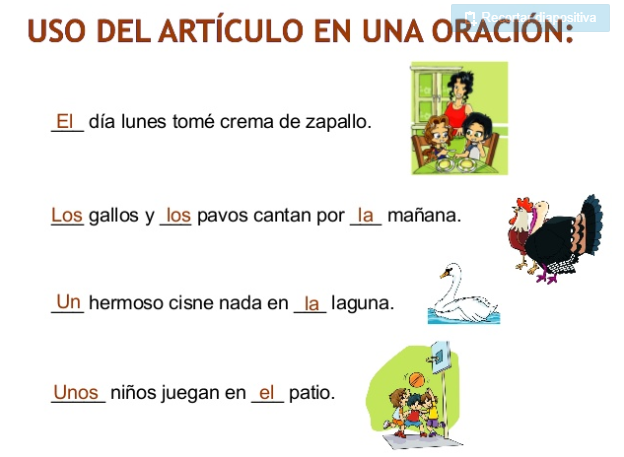 Recortar diapositiva
USO DEL ARTÍCULO EN UNA ORACIÓN:
El día lunes tomé crema de zapallo.
Los gallos y los pavos cantan por la mañana.
Un hermoso cisne nada en la laguna.
Unos niños juegan en el patio.